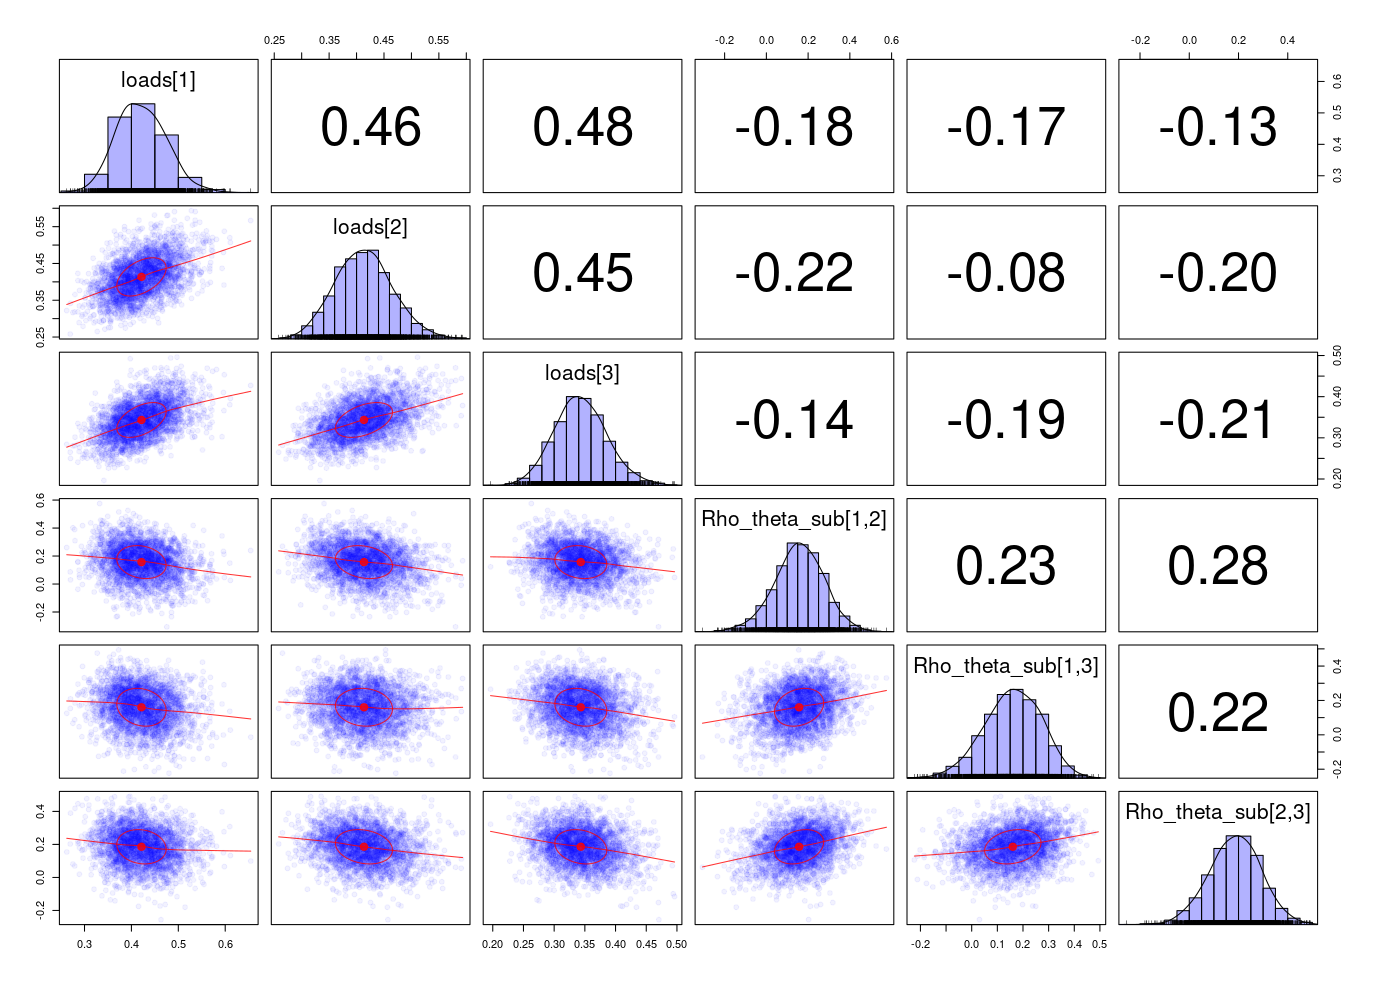 0.25 0.35 0.45 0.55 -0.2 0.0 0.2 0.4 0.6 -0.2 0.0 0.2 0.4
loads[1] 0.46 0.48 -0.18 -0.17 -0.13
0.3 0.4 0.5 0.6
0.25 0.35 0.45 0.55
loads[2] 0.45 -0.22 -0.08 -0.20
loads[3] -0.14 -0.19 -0.21
0.20 0.30 0.40 0.50
-0.2 0.0 0.2 0.4 0.6
Rho_theta_sub[1,2] 0.23 0.28
Rho_theta_sub[1,3] 0.22
-0.2 0.0 0.2 0.4
-0.2 0.0 0.2 0.4
Rho_theta_sub[2,3]
0.3 0.4 0.5 0.6 0.20 0.25 0.30 0.35 0.40 0.45 0.50 -0.2 0.0 0.1 0.2 0.3 0.4 0.5